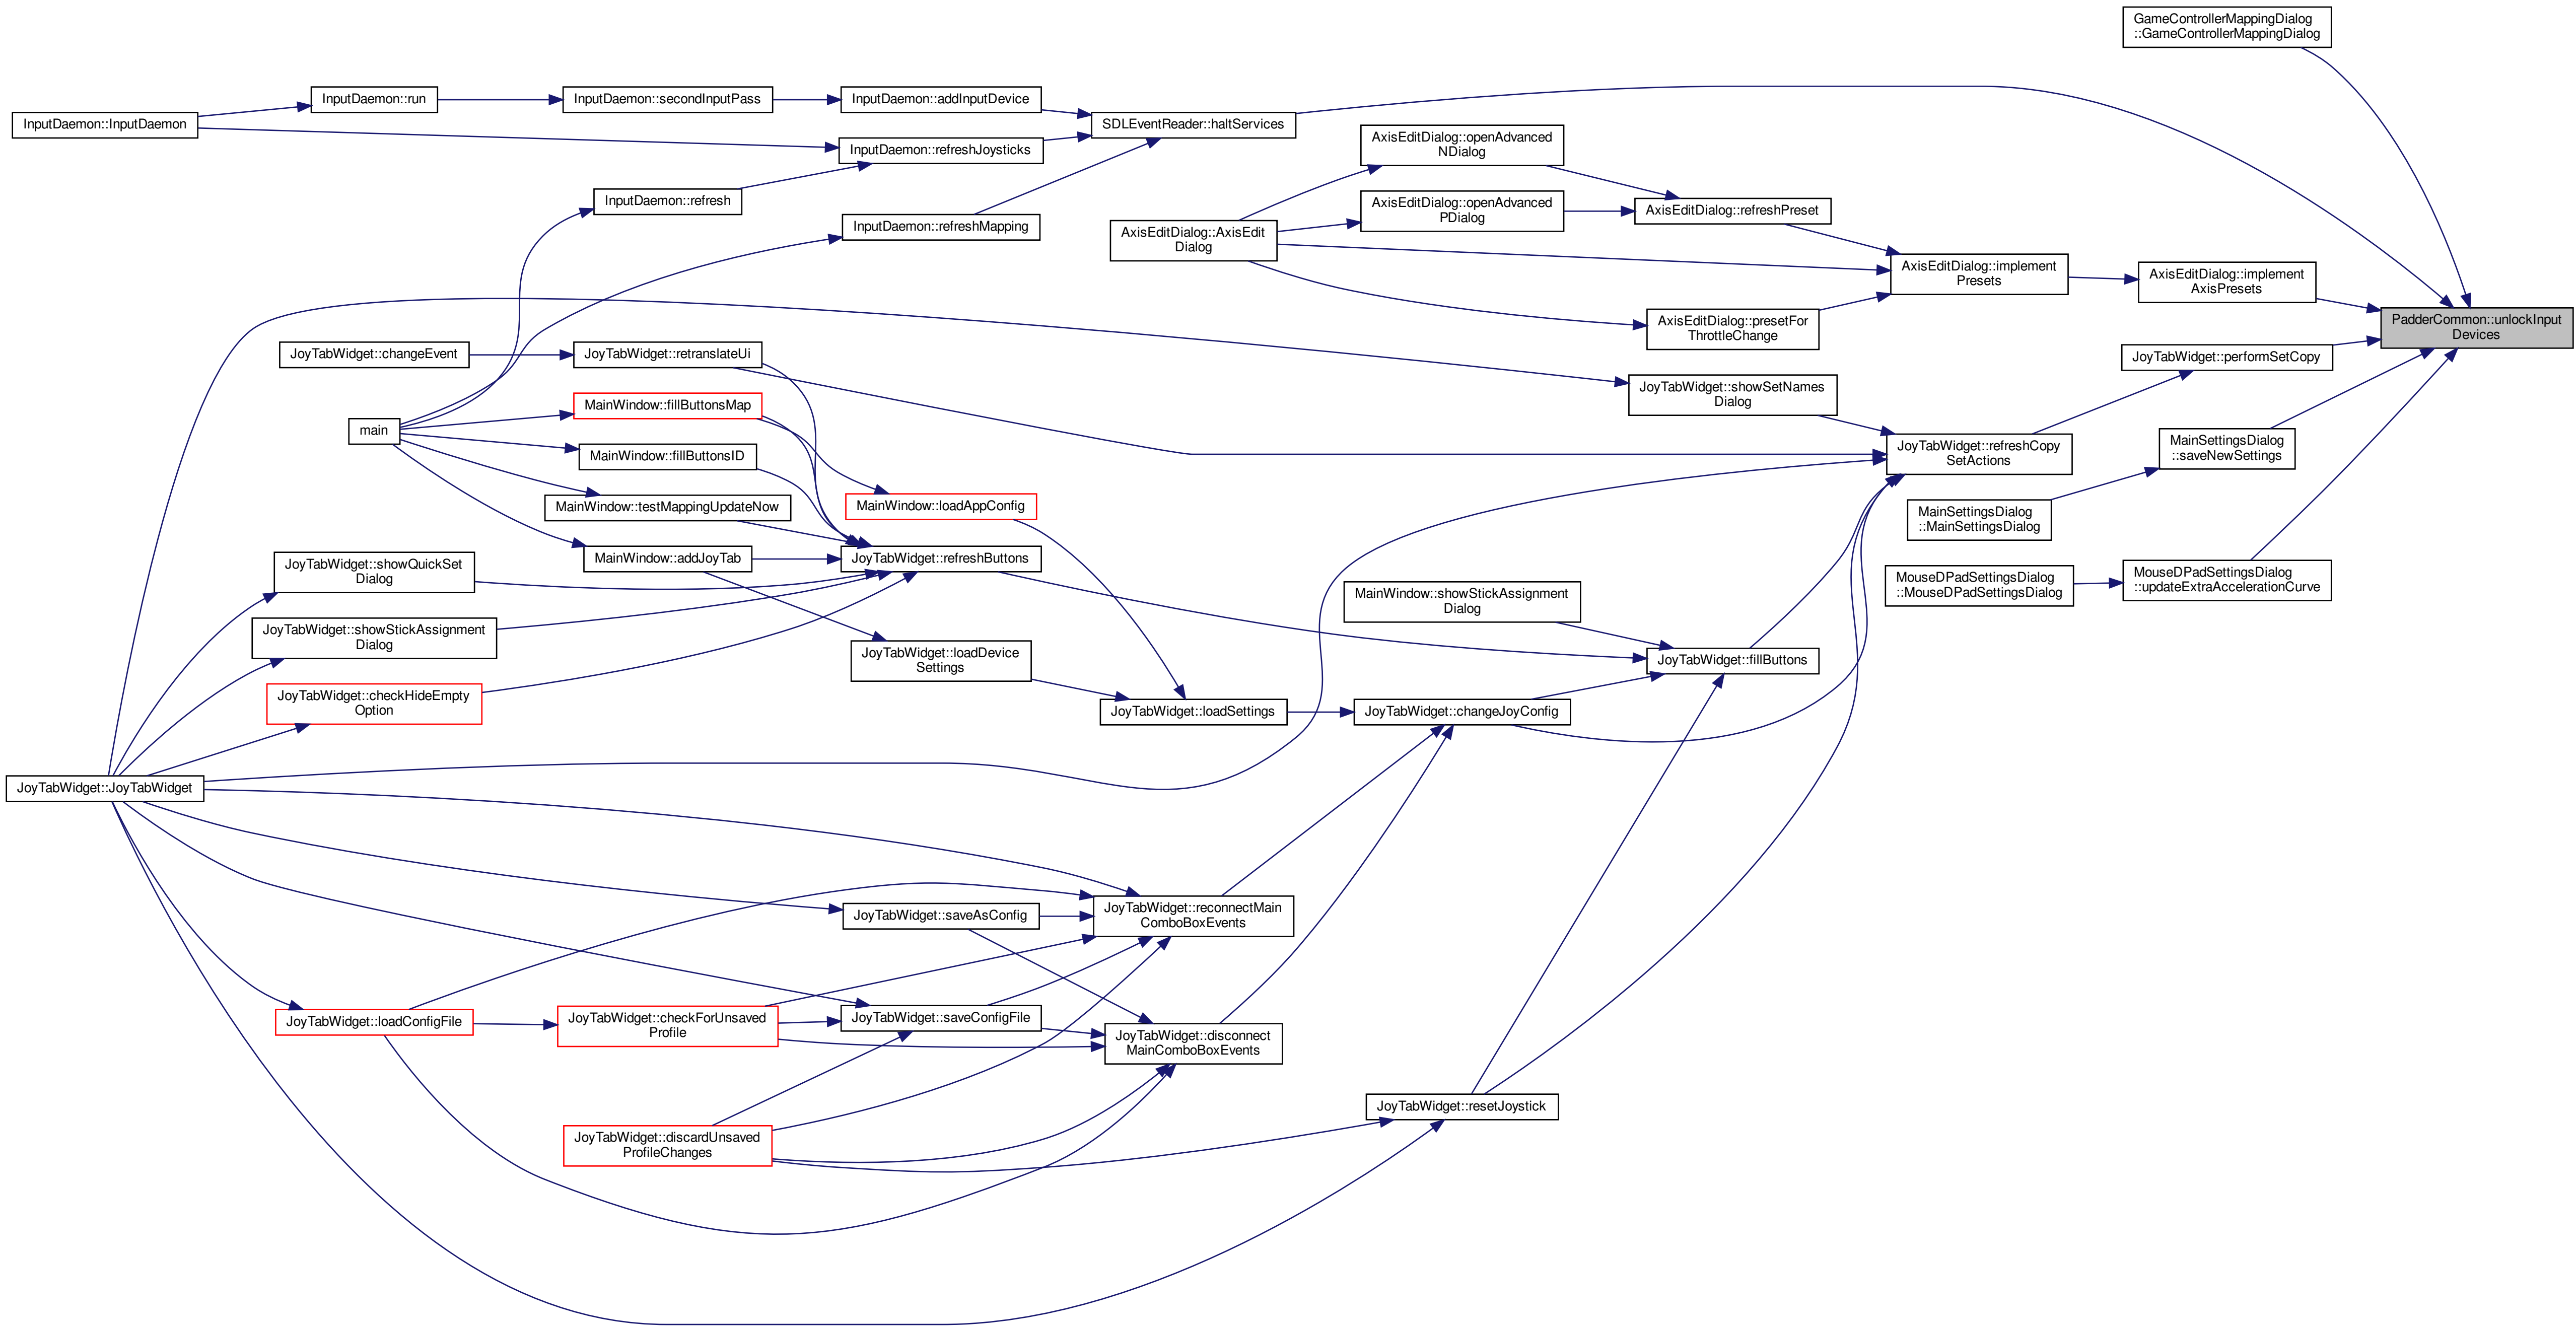 GameControllerMappingDialog
::GameControllerMappingDialog
InputDaemon::run
InputDaemon::secondInputPass
InputDaemon::addInputDevice
InputDaemon::InputDaemon
SDLEventReader::haltServices
InputDaemon::refreshJoysticks
AxisEditDialog::openAdvanced
NDialog
InputDaemon::refresh
AxisEditDialog::openAdvanced
PDialog
AxisEditDialog::refreshPreset
InputDaemon::refreshMapping
AxisEditDialog::AxisEdit
Dialog
AxisEditDialog::implement
Presets
AxisEditDialog::implement
AxisPresets
PadderCommon::unlockInput
Devices
AxisEditDialog::presetFor
ThrottleChange
JoyTabWidget::changeEvent
JoyTabWidget::retranslateUi
JoyTabWidget::performSetCopy
JoyTabWidget::showSetNames
Dialog
MainWindow::fillButtonsMap
main
MainWindow::fillButtonsID
JoyTabWidget::refreshCopy
SetActions
MainSettingsDialog
::saveNewSettings
MainWindow::testMappingUpdateNow
MainWindow::loadAppConfig
MainSettingsDialog
::MainSettingsDialog
MainWindow::addJoyTab
JoyTabWidget::refreshButtons
JoyTabWidget::showQuickSet
Dialog
MouseDPadSettingsDialog
::MouseDPadSettingsDialog
MouseDPadSettingsDialog
::updateExtraAccelerationCurve
MainWindow::showStickAssignment
Dialog
JoyTabWidget::showStickAssignment
Dialog
JoyTabWidget::loadDevice
Settings
JoyTabWidget::fillButtons
JoyTabWidget::checkHideEmpty
Option
JoyTabWidget::loadSettings
JoyTabWidget::changeJoyConfig
JoyTabWidget::JoyTabWidget
JoyTabWidget::saveAsConfig
JoyTabWidget::reconnectMain
ComboBoxEvents
JoyTabWidget::loadConfigFile
JoyTabWidget::checkForUnsaved
Profile
JoyTabWidget::saveConfigFile
JoyTabWidget::disconnect
MainComboBoxEvents
JoyTabWidget::resetJoystick
JoyTabWidget::discardUnsaved
ProfileChanges